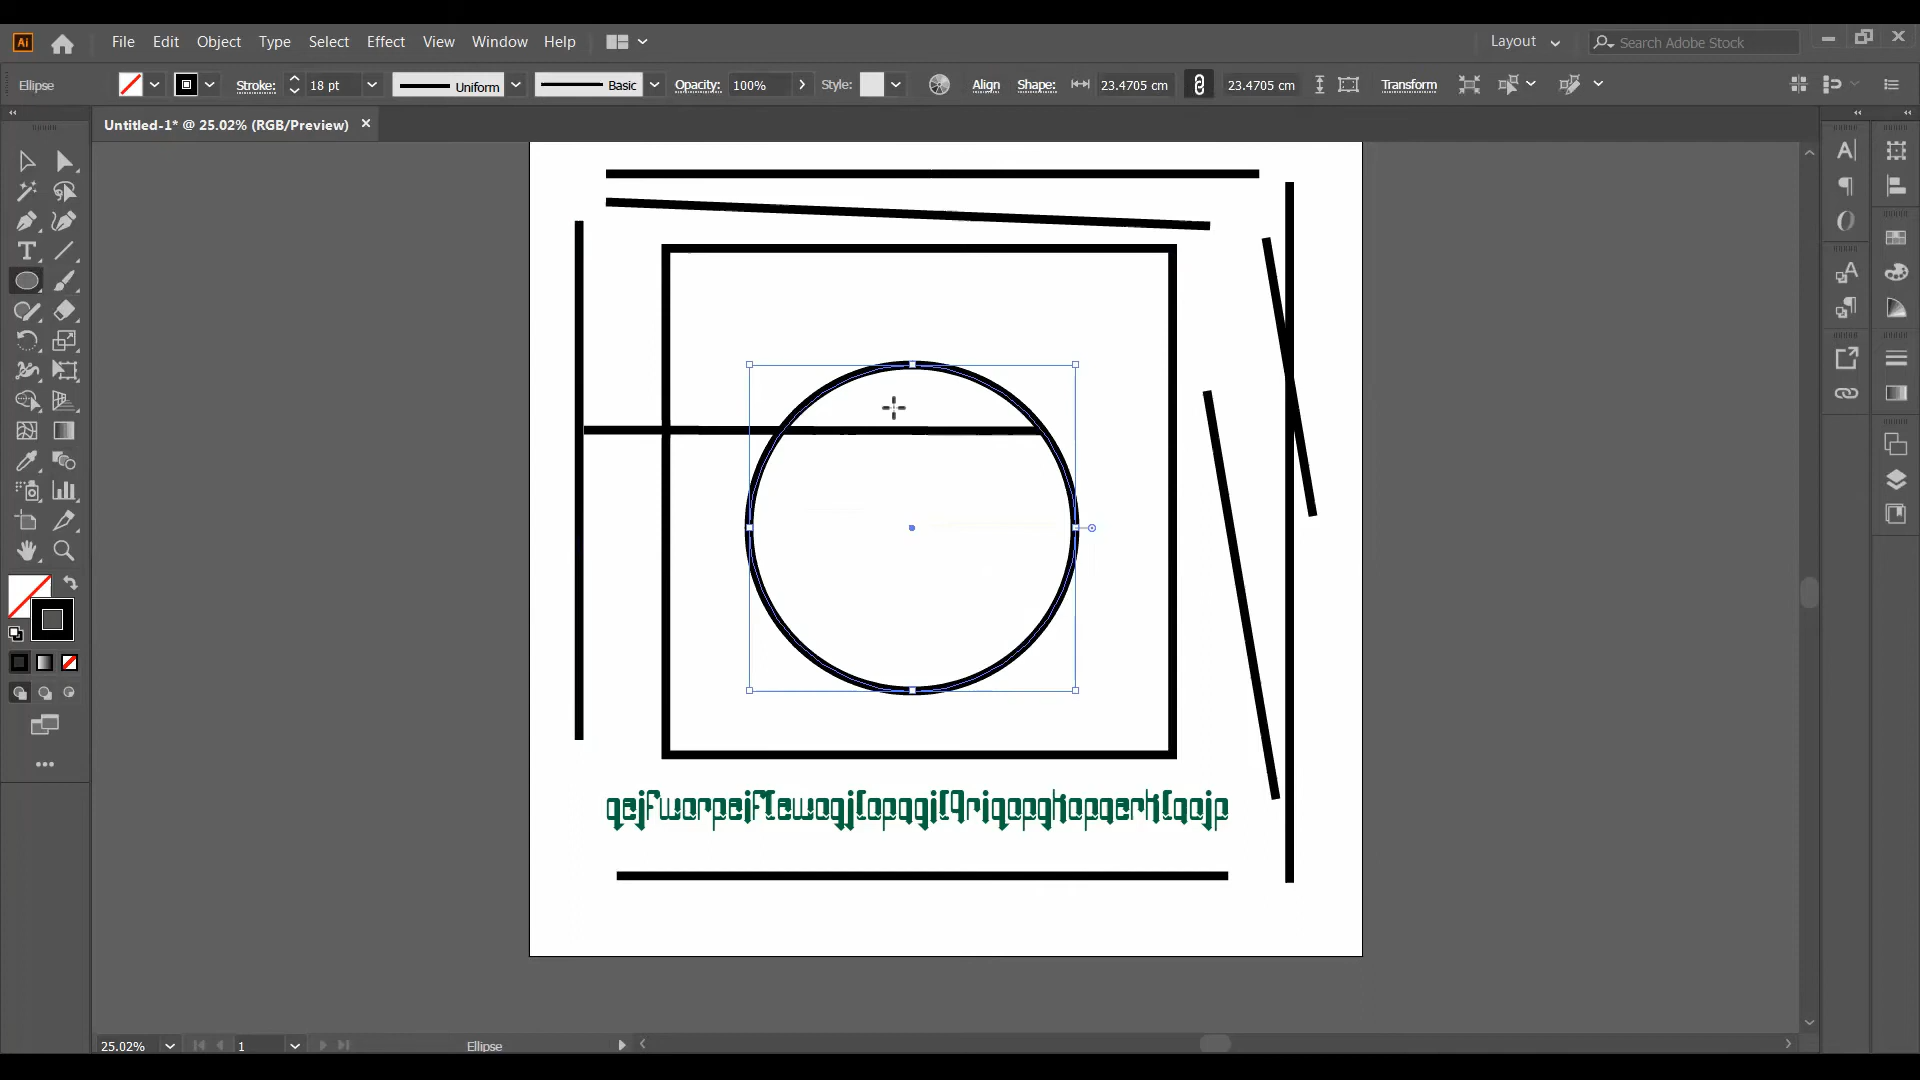 Ai File Edit Object Type Select Effect View Window Help Layout Search Adobe Stock
Ellipse Stroke: 18 pt Uniform Basic Opacity: 100% Style: Align Shape: 23.4705 cm 23.4705 cm Transform
Untitled-1* @ 25.02% (RGB/Preview)
25.02% 1 Ellipse